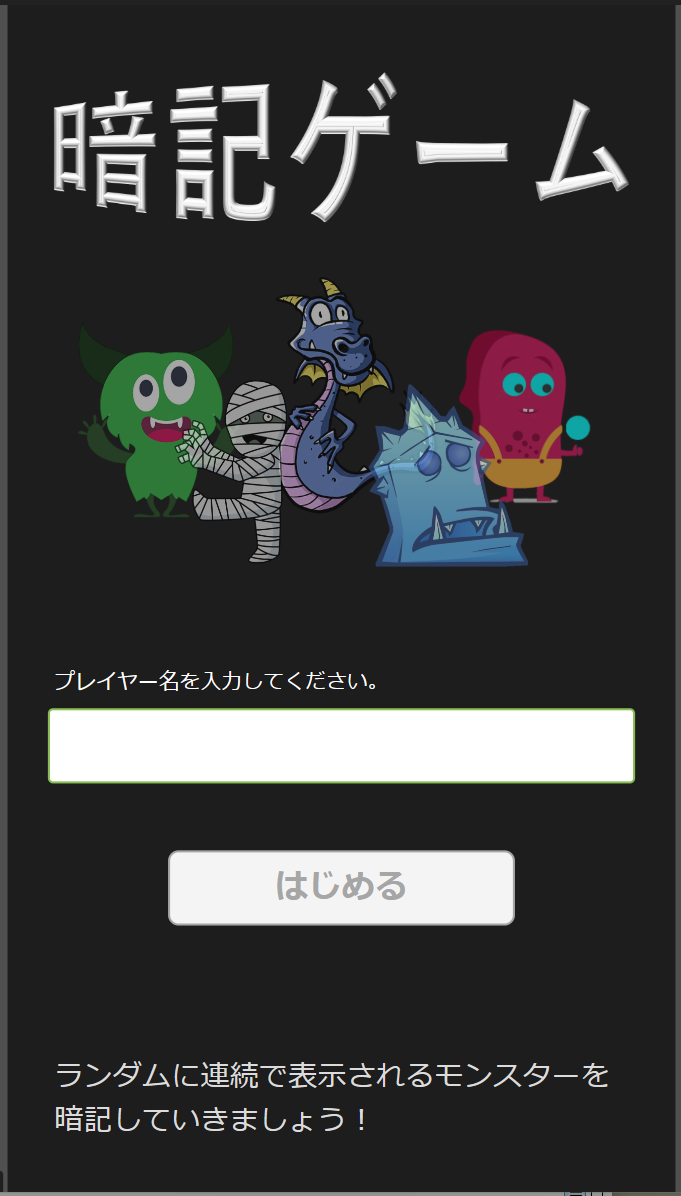 暗記ゲーム
プレイヤー名を入力してください。
はじめる
ランダムに連続で表示されるモンスターを
暗記していきましょう！